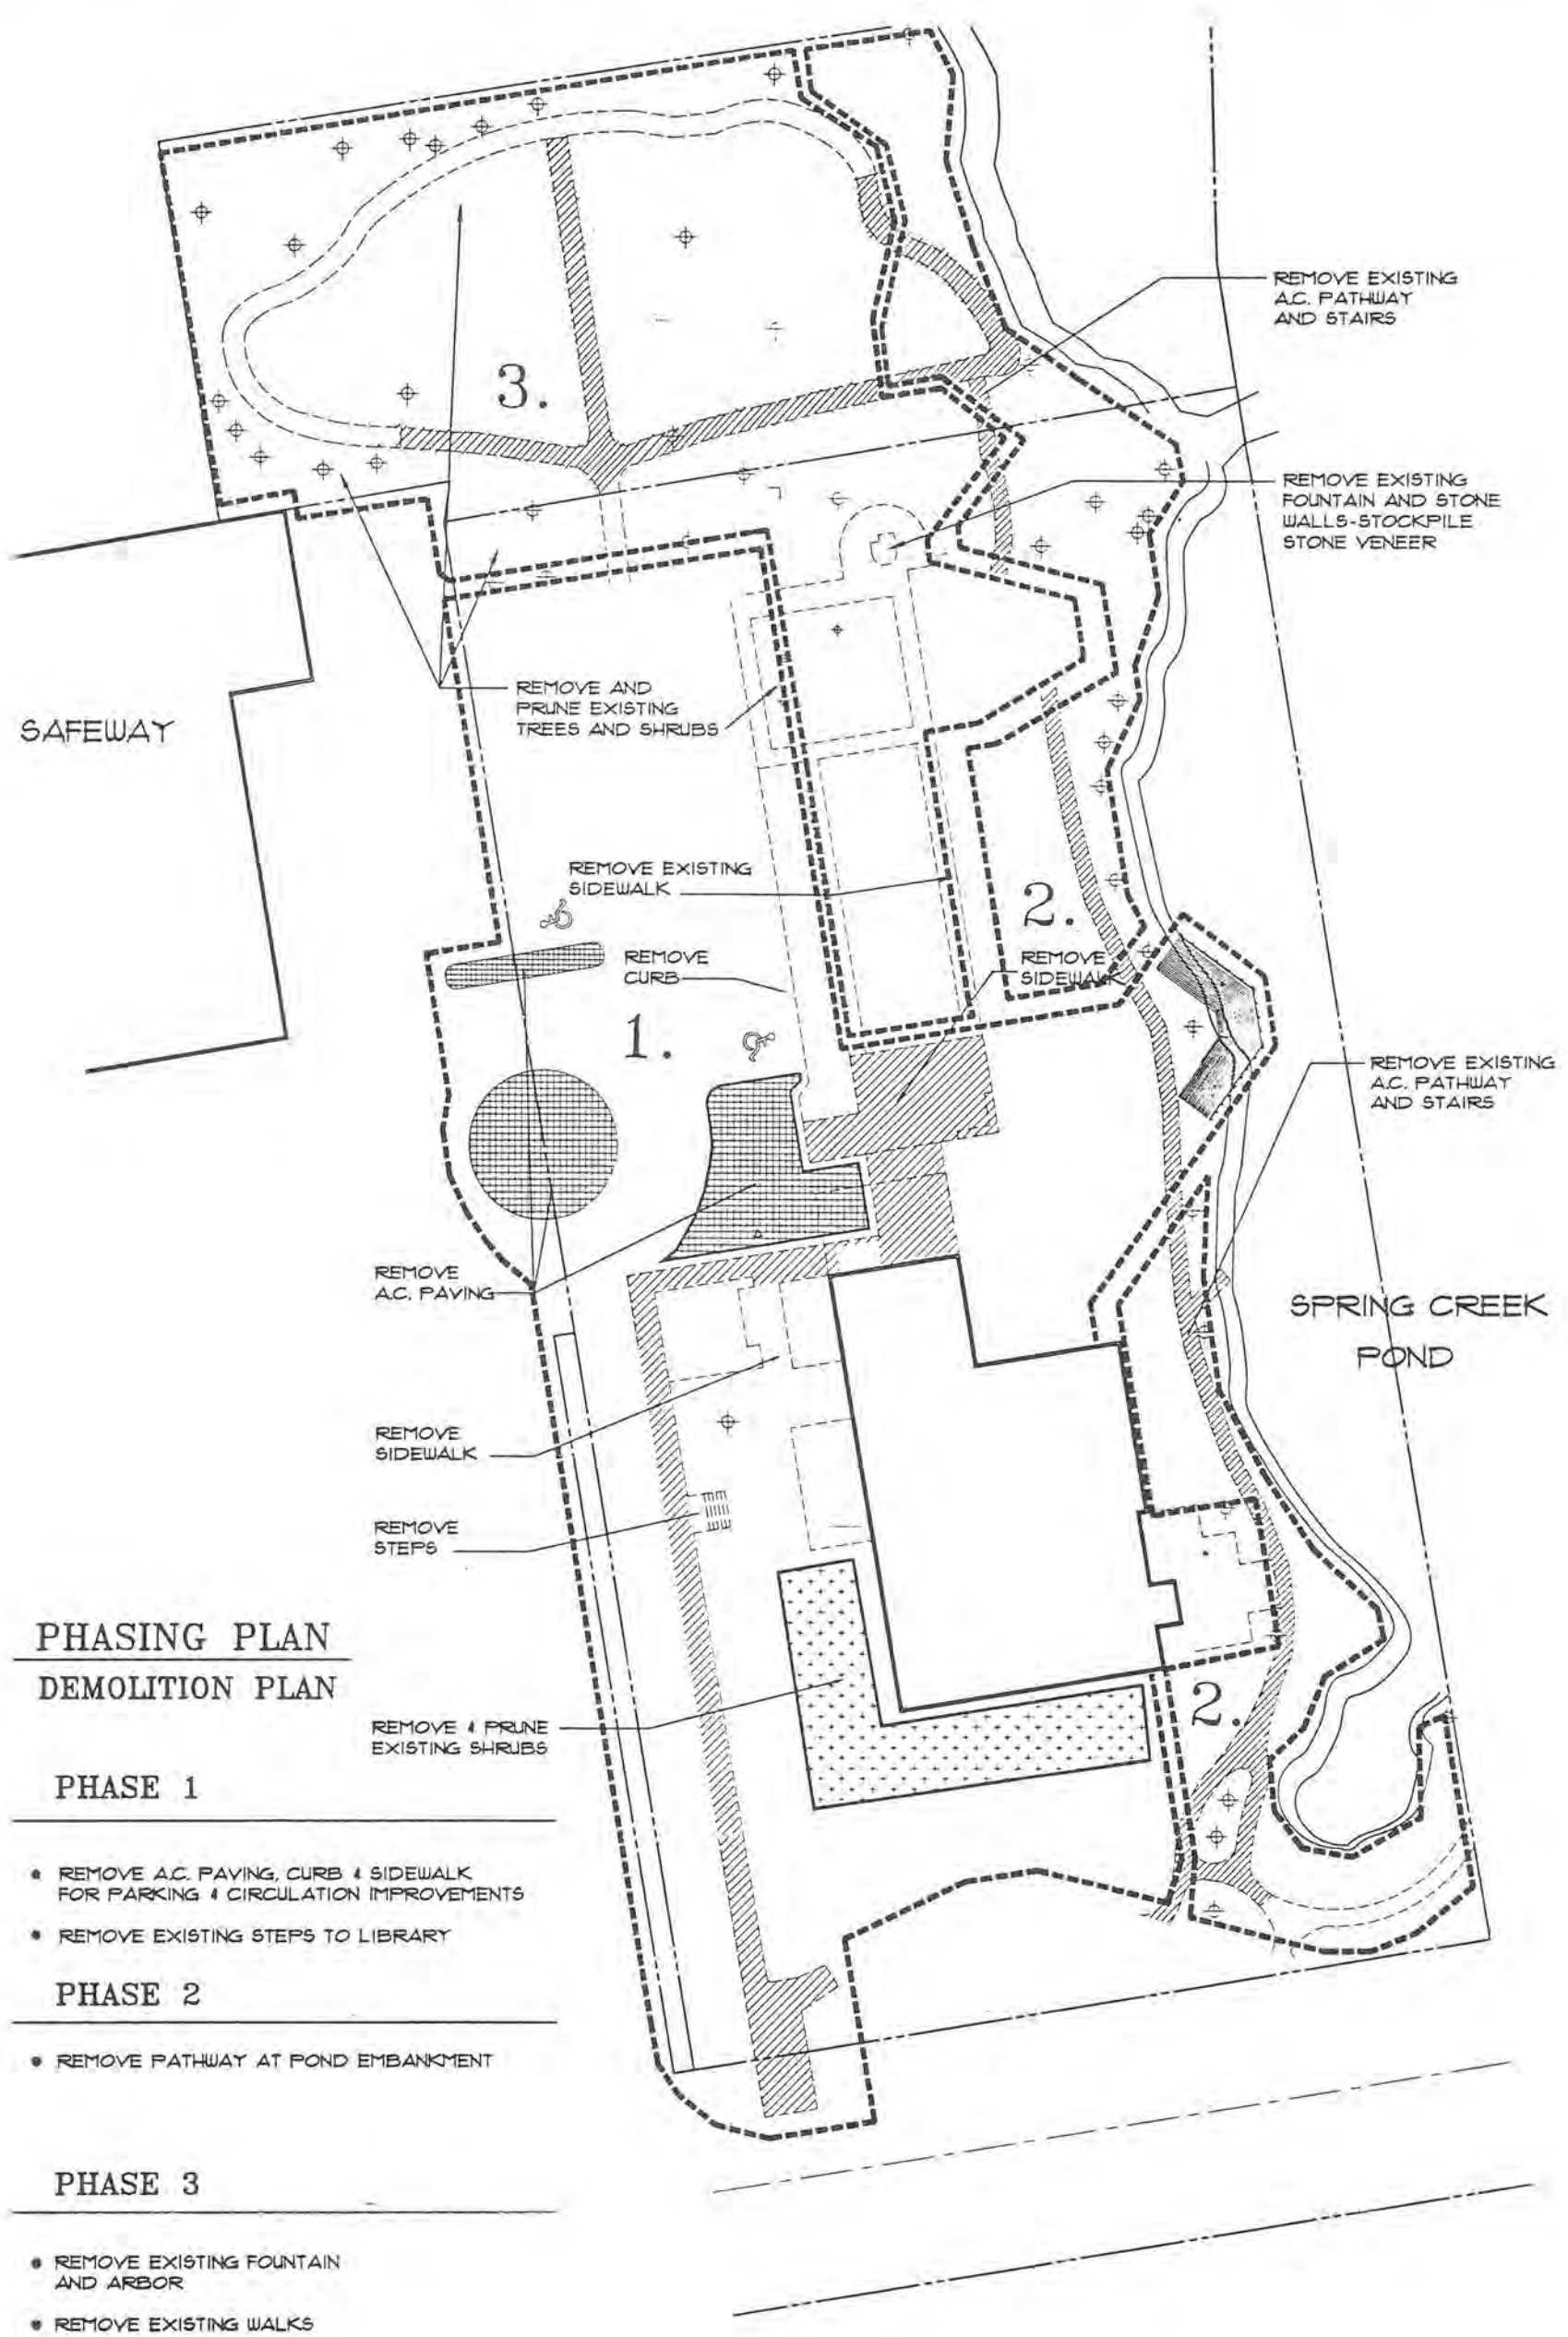 REMOVE EXISTING
A.C. PATHWAY
AND STAIRS
3.
REMOVE EXISTING
FOUNTAIN AND STONE
WALLS-STOCKPILE
STONE VENEER
SAFEWAY
REMOVE AND
PRUNE EXISTING
TREES AND SHRUBS
REMOVE EXISTING
SIDEWALK
2.
REMOVE
CURB
REMOVE
SIDEWALK
1.
REMOVE EXISTING
A.C. PATHWAY
AND STAIRS
REMOVE
A.C. PAVING
SPRING CREEK
POND
REMOVE
SIDEWALK
REMOVE
STEPS
2.
REMOVE & PRUNE
EXISTING SHRUBS
PHASING PLAN
DEMOLITION PLAN
PHASE 1
• REMOVE A.C. PAVING, CURB & SIDEWALK
FOR PARKING & CIRCULATION IMPROVEMENTS
• REMOVE EXISTING STEPS TO LIBRARY
PHASE 2
• REMOVE PATHWAY AT POND EMBANKMENT
PHASE 3
• REMOVE EXISTING FOUNTAIN
AND ARBOR
• REMOVE EXISTING WALKS